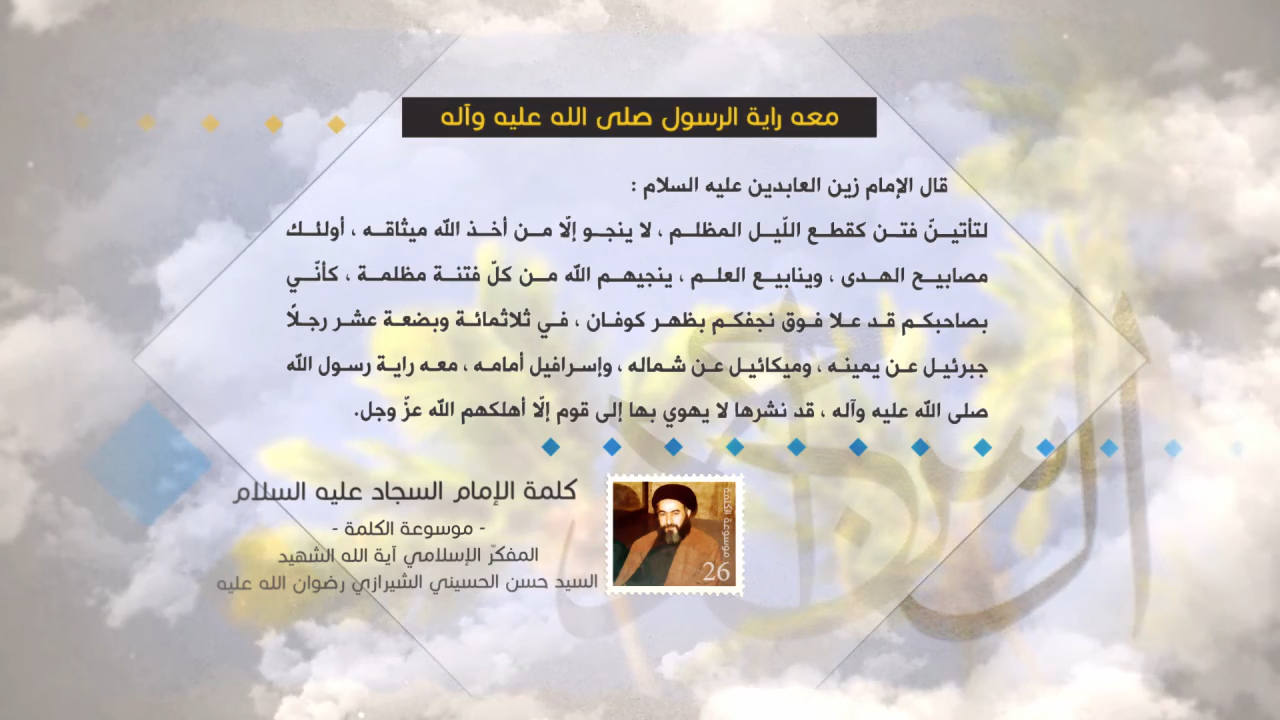 معه راية الرسول صلى الله عليه وآله
قال الإمام زين العابدين عليه السلام :
لتأتينّ فتن كقطع اللّيل المظلم ، لا ينجو إلّا من أخذ الله ميثاقه ، أولئك
مصابيح الهدى ، وينابيع العلم ، ينجيهم الله من كلّ فتنة مظلمة ، كأنّي
بصاحبكم قد علا فوق نجفكم بظهر كوفان ، في ثلاثمائة وبضعة عشر رجلًا
جبرئيل عن يمينه ، وميكائيل عن شماله ، وإسرافيل أمامه ، معه راية رسول الله
صلى الله عليه وآله ، قد نشرها لا يهوي بها إلى قوم إلّا أهلكهم الله عزّ وجل.
كلمة الإمام السجاد عليه السلام
- موسوعة الكلمة -
المفكّر الإسلامي آية الله الشهيد
السيد حسن الحسيني الشيرازي رضوان الله عليه
موسوعة الكلمة
26